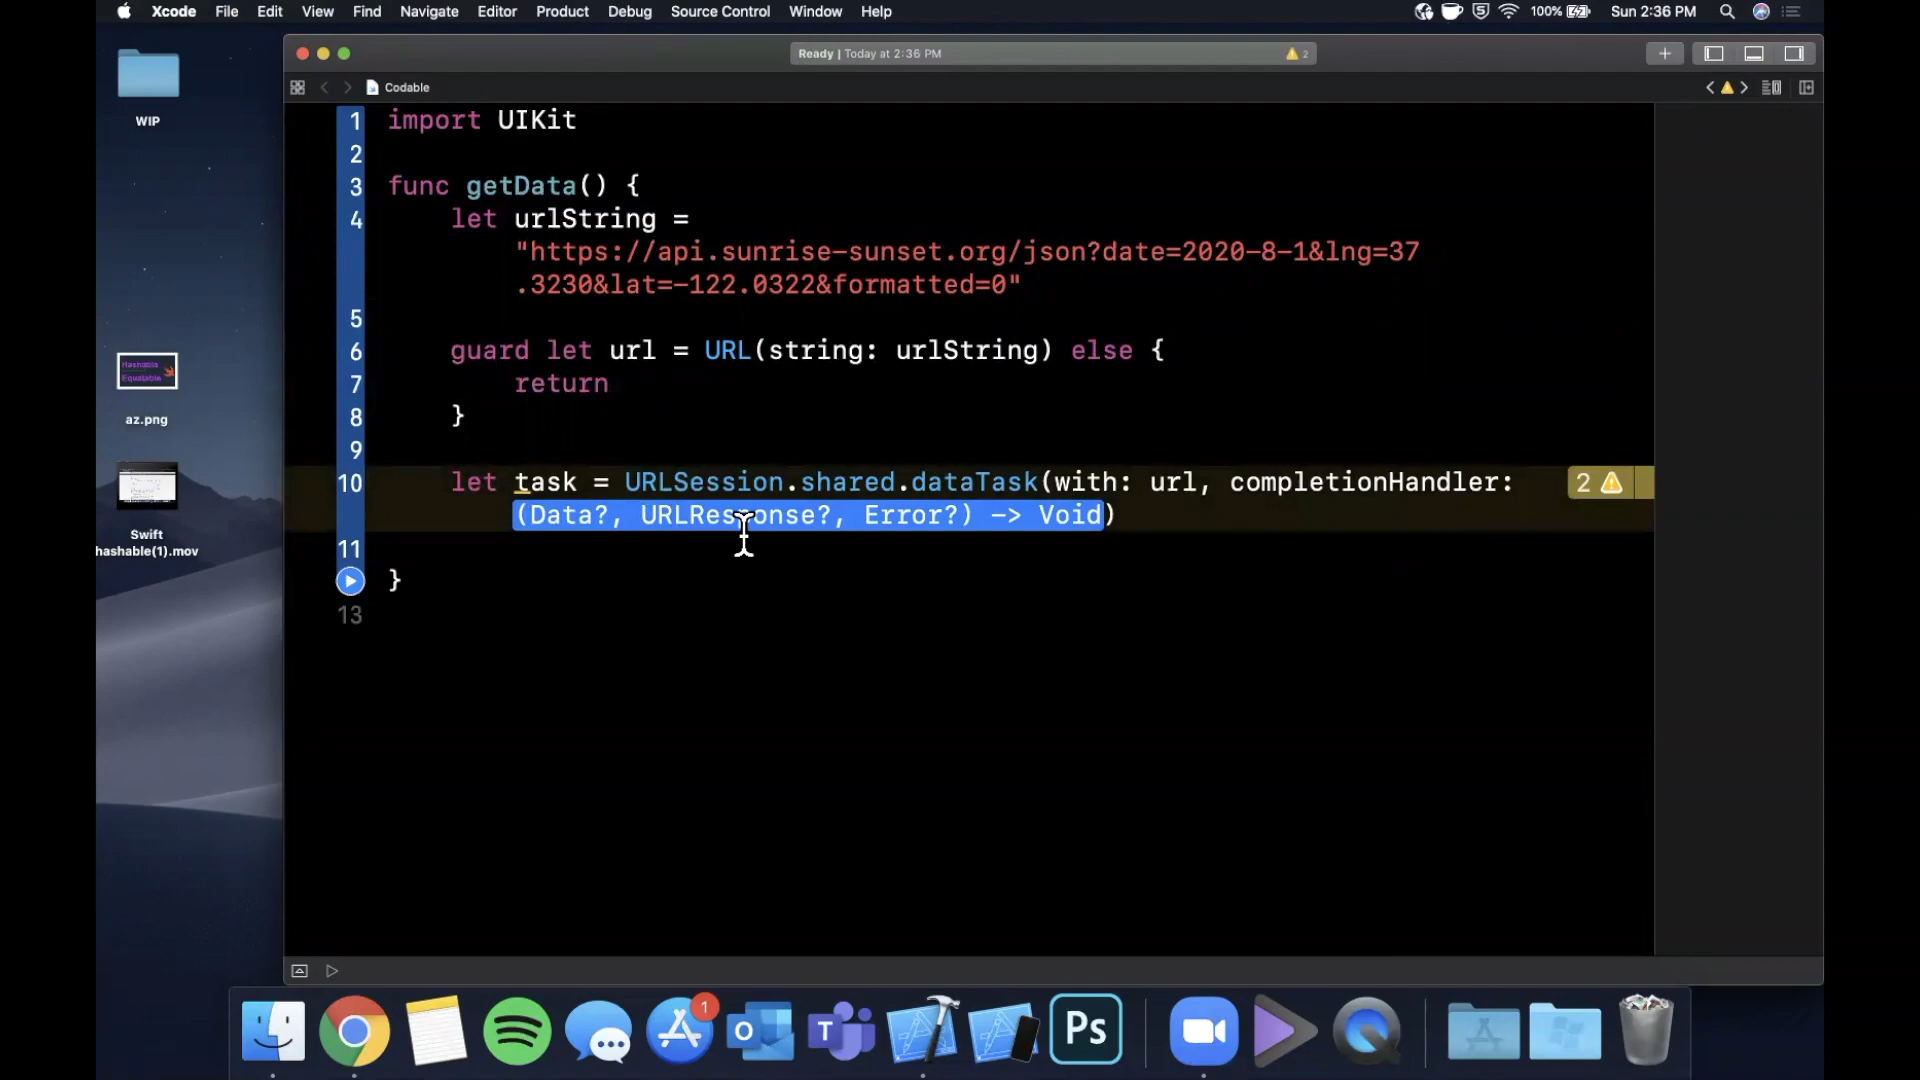 Xcode File Edit View Find Navigate Editor Product Debug Source Control Window Help
5 100% Sun 2:36 PM
WIP
Hashable
Equatable
az.png
Swift
hashable(1).mov
Ready | Today at 2:36 PM
2
Codable
1 import UIKit
2
3 func getData() {
4 let urlString =
"https://api.sunrise-sunset.org/json?date=2020-8-1&lng=37
.3230&lat=-122.0322&formatted=0"
5
6 guard let url = URL(string: urlString) else {
7 return
8 }
9
10 let task = URLSession.shared.dataTask(with: url, completionHandler: 2
(Data?, URLResponse?, Error?) -> Void)
11
}
13
1
O
T
Ps